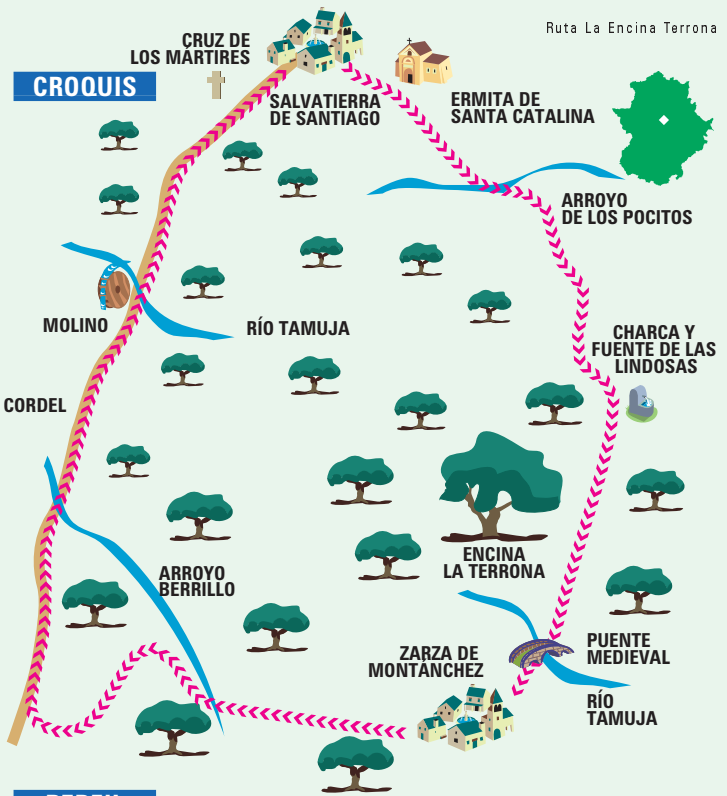 Ruta La Encina Terrona
CRUZ DE
LOS MÁRTIRES
CROQUIS
SALVATIERRA
DE SANTIAGO
ERMITA DE
SANTA CATALINA
ARROYO
DE LOS POCITOS
MOLINO
RÍO TAMUJA
CHARCA Y
FUENTE DE LAS
LINDOSAS
CORDEL
ENCINA
LA TERRONA
ARROYO
BERRILLO
ZARZA DE
MONTÁNCHEZ
PUENTE
MEDIEVAL
RÍO
TAMUJA